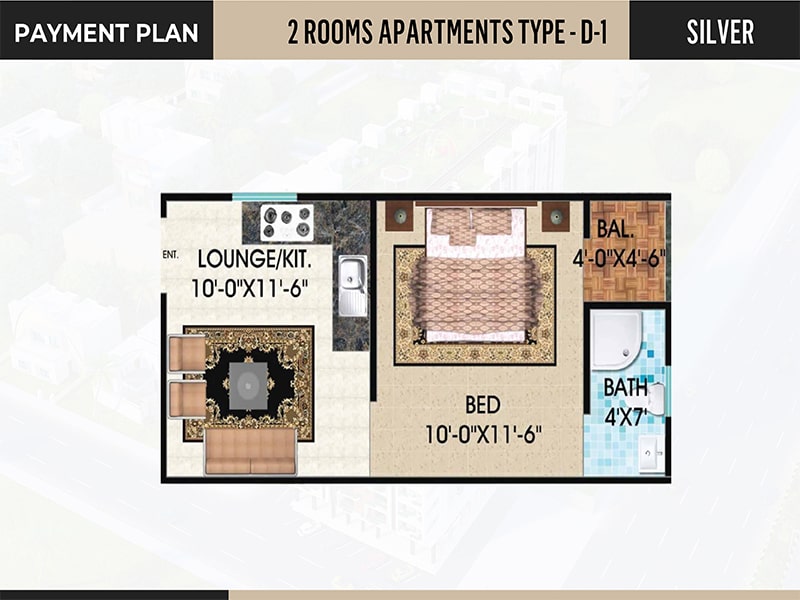 PAYMENT PLAN
2 ROOMS APARTMENTS TYPE - D-1
SILVER
ENT.
LOUNGE/KIT.
10'-0"X11'-6"
BAL.
4'-0"X4'-6"
BED
10'-0"X11'-6"
BATH
4'X7'